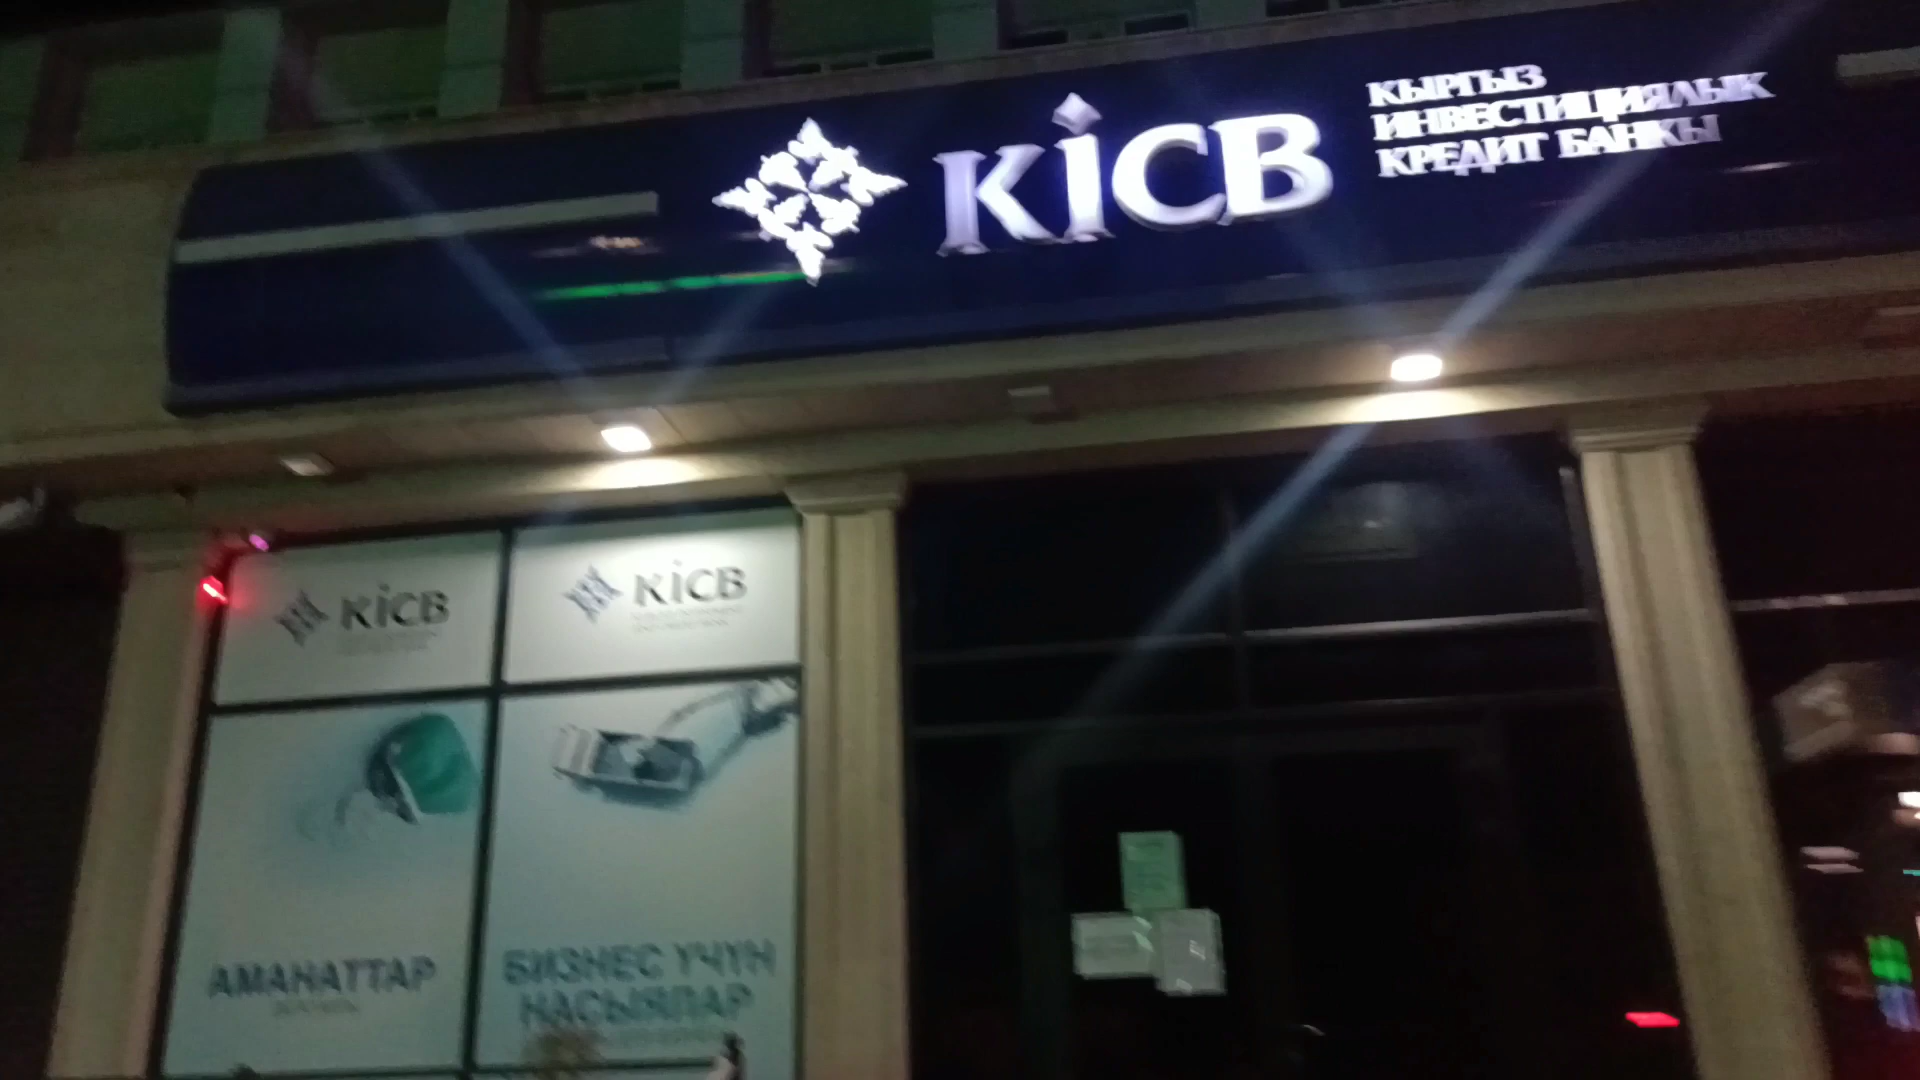 KICB
КЫРГЫЗ
ИНВЕСТИЦИЯЛЫК
КРЕДИТ БАНКЫ
KICB
KICB
АМАНАТТАР
БИЗНЕС ҮЧҮН
НАСЫЯЛАР